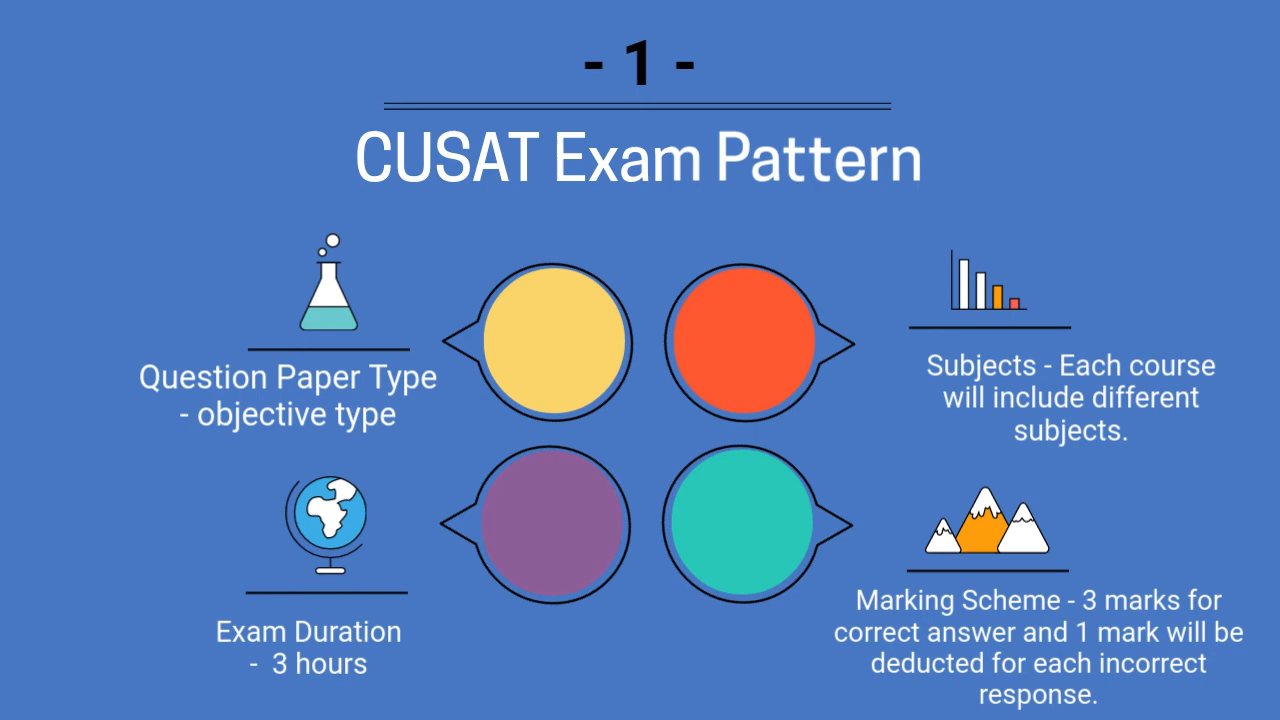 - 1 -
CUSAT Exam Pattern
Question Paper Type
- objective type
Subjects - Each course
will include different
subjects.
Exam Duration
- 3 hours
Marking Scheme - 3 marks for
correct answer and 1 mark will be
deducted for each incorrect
response.